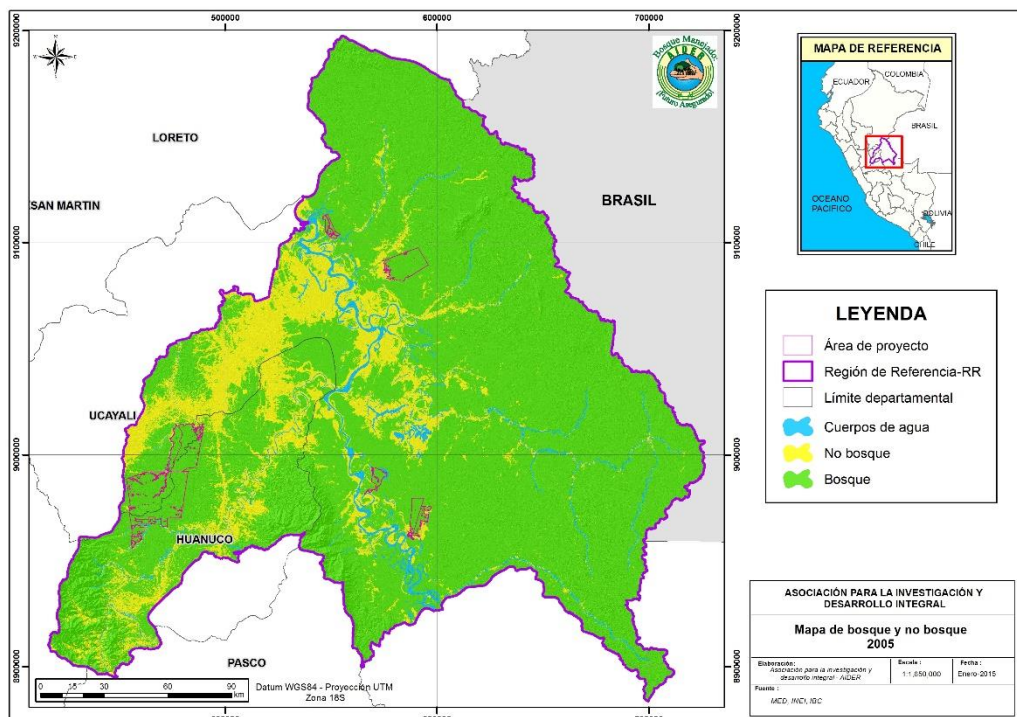 500000
600000
700000
9200000
9200000
Bosque Manejado:
AIDER
¡Futuro Asegurado!
MAPA DE REFERENCIA
ECUADOR
COLOMBIA
BRASIL
OCEANO
PACIFICO
BOLIVIA
CHILE
LORETO
SAN MARTIN
BRASIL
9100000
9100000
LEYENDA
Área de proyecto
Región de Referencia-RR
Límite departamental
Cuerpos de agua
No bosque
Bosque
UCAYALI
9000000
9000000
HUANUCO
PASCO
8900000
8900000
0 15 30 60 90
km
Datum WGS84 - Proyección UTM
Zona 18S
500000
600000
700000
ASOCIACIÓN PARA LA INVESTIGACIÓN Y
DESARROLLO INTEGRAL
Mapa de bosque y no bosque
2005
Elaboración:
Asociación para la investigación y
desarrollo integral - AIDER
Escala :
1:1,650,000
Fecha :
Enero-2015
Fuente :
MED, INEI, IBC